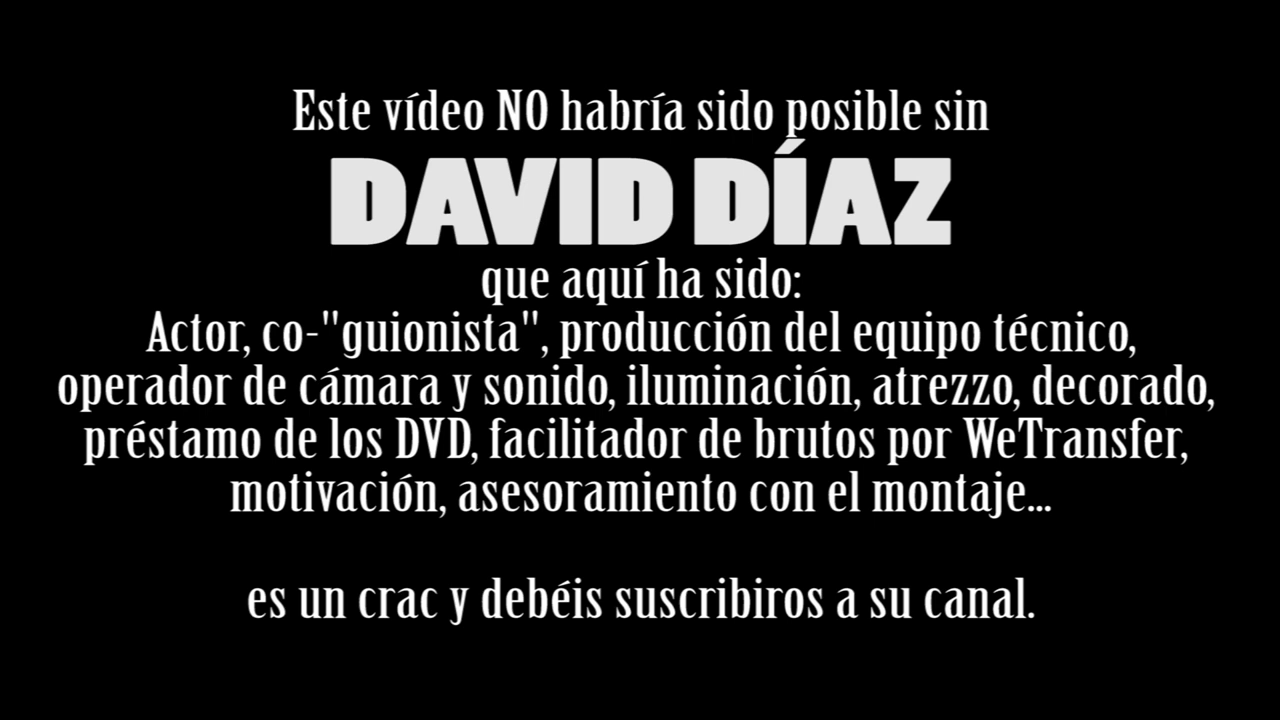 Este vídeo NO habría sido posible sin
DAVID DÍAZ
que aquí ha sido:
Actor, co-"guionista", producción del equipo técnico,
operador de cámara y sonido, iluminación, atrezzo, decorado,
préstamo de los DVD, facilitador de brutos por WeTransfer,
motivación, asesoramiento con el montaje...
es un crac y debéis suscribiros a su canal.